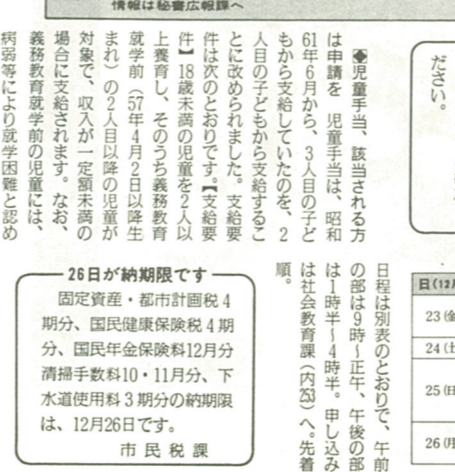 情報は秘書広報課へ
ださい。
◆児童手当、該当される方
は申請を 児童手当は、昭和
61年6月から、3人目の子ど
もから支給していたのを、2
人目の子どもから支給するこ
とに改められました。支給要
件は次のとおりです。【支給要
件】18歳未満の児童を2人以
上養育し、そのうち義務教育
就学前（57年4月2日以降生
まれ）の2人目以降の児童が
対象で、収入が一定額未満の
場合に支給されます。なお、
義務教育就学前の児童には、
病弱等により就学困難と認め
日程は別表のとおりで、午前
の部は9時〜正午、午後の部
は1時半〜4時半。申し込み
は社会教育課（内253）へ。先着
順。
26日が納期限です
固定資産・都市計画税4
期分、国民健康保険税4期
分、国民年金保険料12月分
清掃手数料10・11月分、下
水道使用料3期分の納期限
は、12月26日です。
市民税課
日(12月
23(金
24(土
25(日
26(月